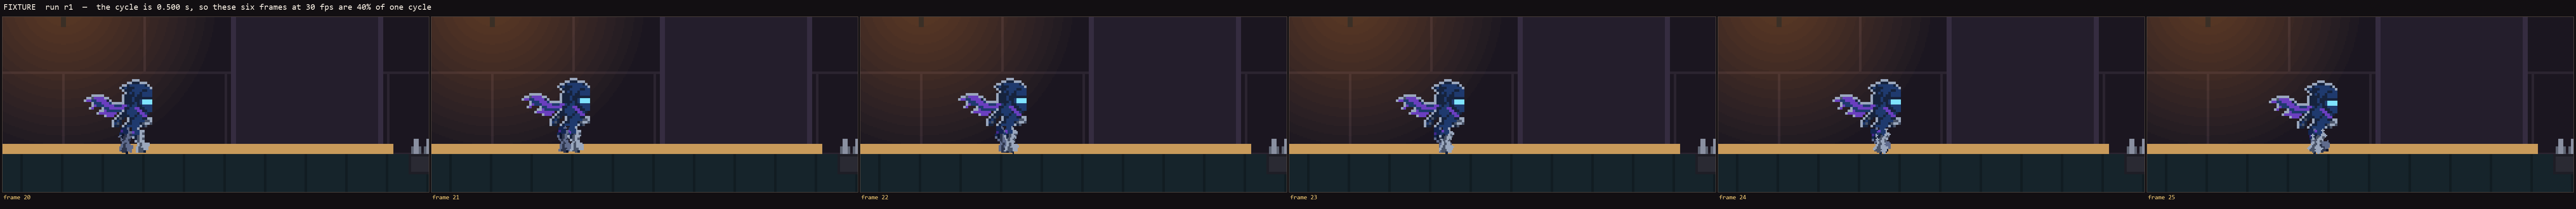 FIXTURE run r1 — the cycle is 0.500 s, so these six frames at 30 fps are 40% of one cycle
frame 20
frame 21
frame 22
frame 23
frame 24
frame 25